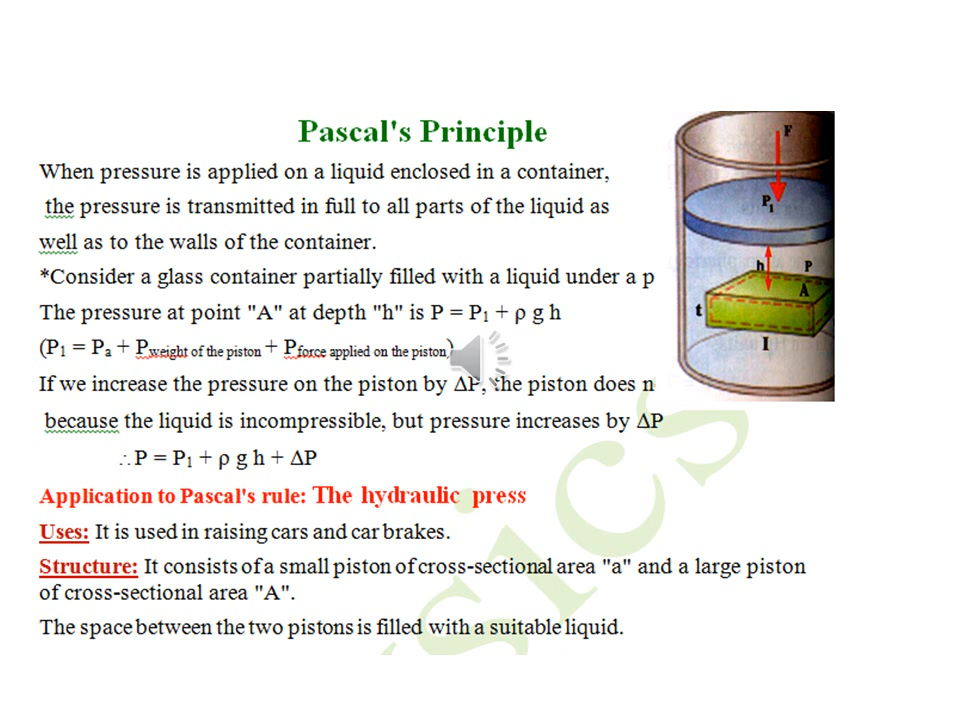 Pascal's Principle
When pressure is applied on a liquid enclosed in a container,
the pressure is transmitted in full to all parts of the liquid as
well as to the walls of the container.
*Consider a glass container partially filled with a liquid under a p
The pressure at point "A" at depth "h" is P = P₁ + ρ g h
(P₁ = Pₐ + P weight of the piston + P force applied on the piston)
If we increase the pressure on the piston by ΔP, the piston does n
because the liquid is incompressible, but pressure increases by ΔP
∴P = P₁ + ρ g h + ΔP
Application to Pascal's rule: The hydraulic press
Uses: It is used in raising cars and car brakes.
Structure: It consists of a small piston of cross-sectional area "a" and a large piston
of cross-sectional area "A".
The space between the two pistons is filled with a suitable liquid.
F
P₁
h
P
A
t
I
sics